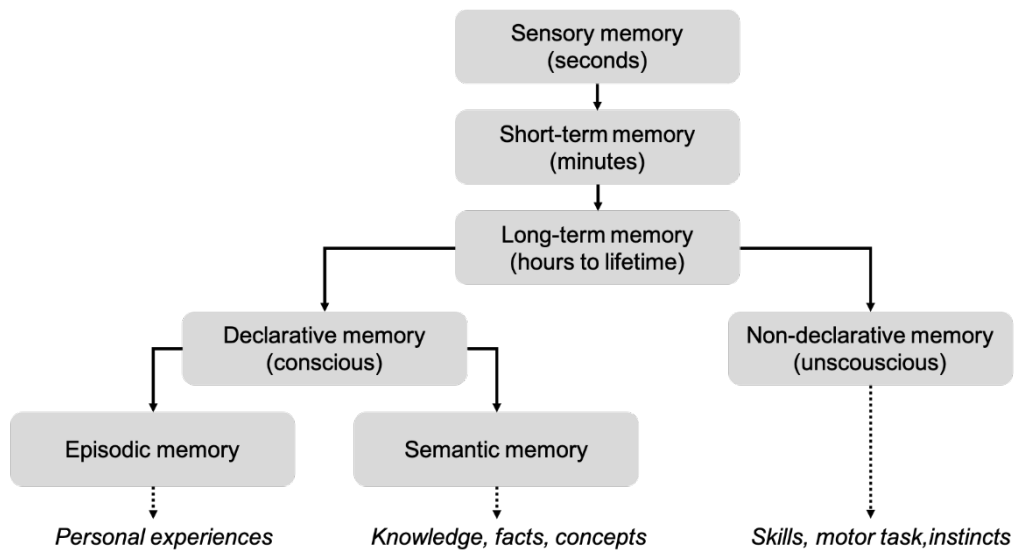 Sensory memory
(seconds)
Short-term memory
(minutes)
Long-term memory
(hours to lifetime)
Declarative memory
(conscious)
Non-declarative memory
(unscouscious)
Episodic memory
Semantic memory
Personal experiences
Knowledge, facts, concepts
Skills, motor task,instincts